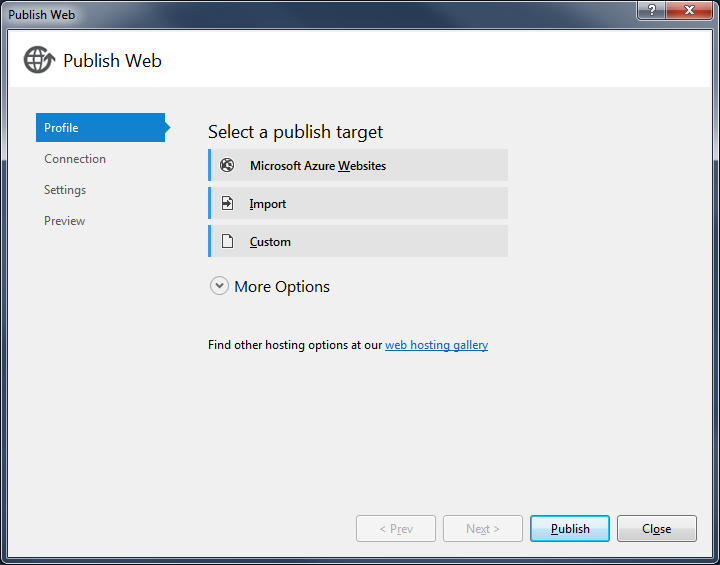 Publish Web
?
Publish Web
Profile
Connection
Settings
Preview
Select a publish target
Microsoft Azure Websites
Import
Custom
More Options
Find other hosting options at our web hosting gallery
< Prev
Next >
Publish
Close